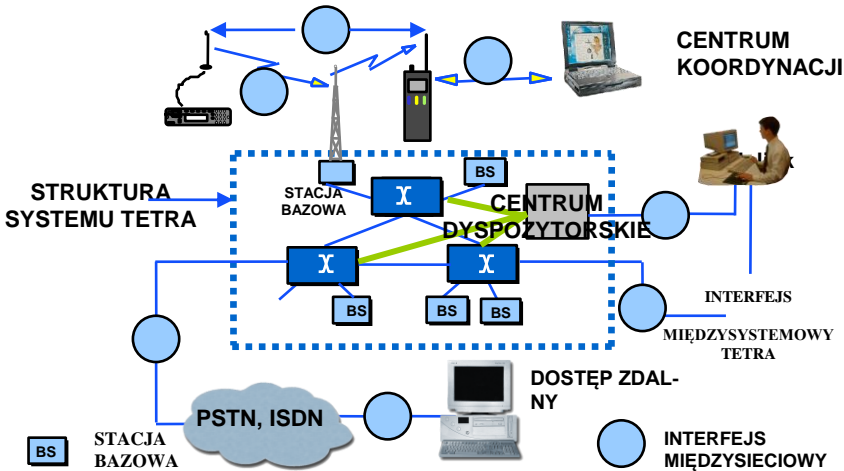 CENTRUM
KOORDYNACJI
STRUKTURA
SYSTEMU TETRA
STACJA
BAZOWA
BS
CENTRUM
DYSPOZYTORSKIE
BS
BS
BS
INTERFEJS
MIĘDZYSYSTEMOWY
TETRA
PSTN, ISDN
DOSTĘP ZDAL-
NY
BS
STACJA
BAZOWA
INTERFEJS
MIĘDZYSIECIOWY